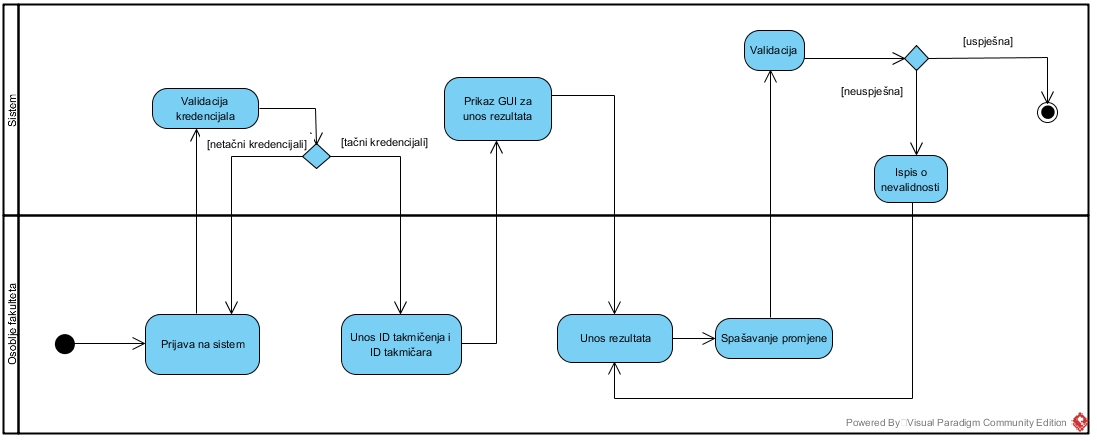 Sistem
Validacija
kredencijala
[netačni kredencijali]
[tačni kredencijali]
Prikaz GUI za
unos rezultata
Validacija
[uspješna]
[neuspješna]
Ispis o
nevalidnosti
Osoblje fakulteta
Prijava na sistem
Unos ID takmičenja i
ID takmičara
Unos rezultata
Spašavanje promjene
Powered By Visual Paradigm Community Edition